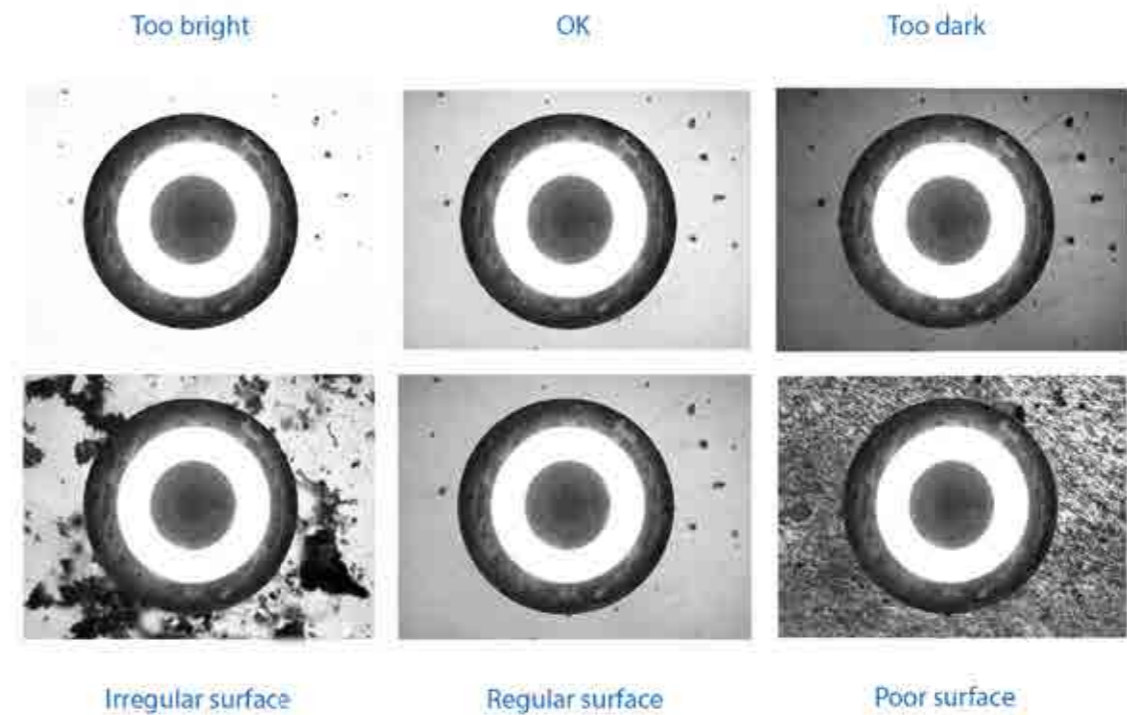 Too bright
OK
Too dark
Irregular surface
Regular surface
Poor surface